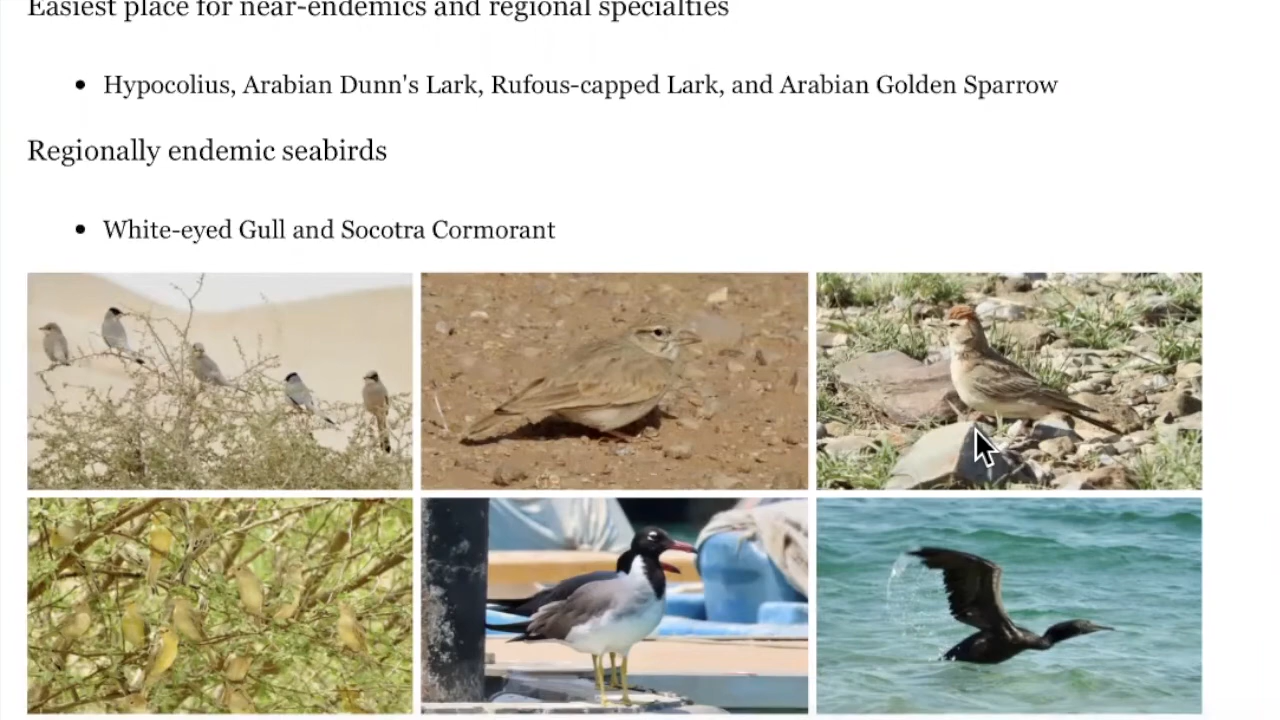 Easiest place for near-endemics and regional specialties
• Hypocolius, Arabian Dunn's Lark, Rufous-capped Lark, and Arabian Golden Sparrow
Regionally endemic seabirds
• White-eyed Gull and Socotra Cormorant